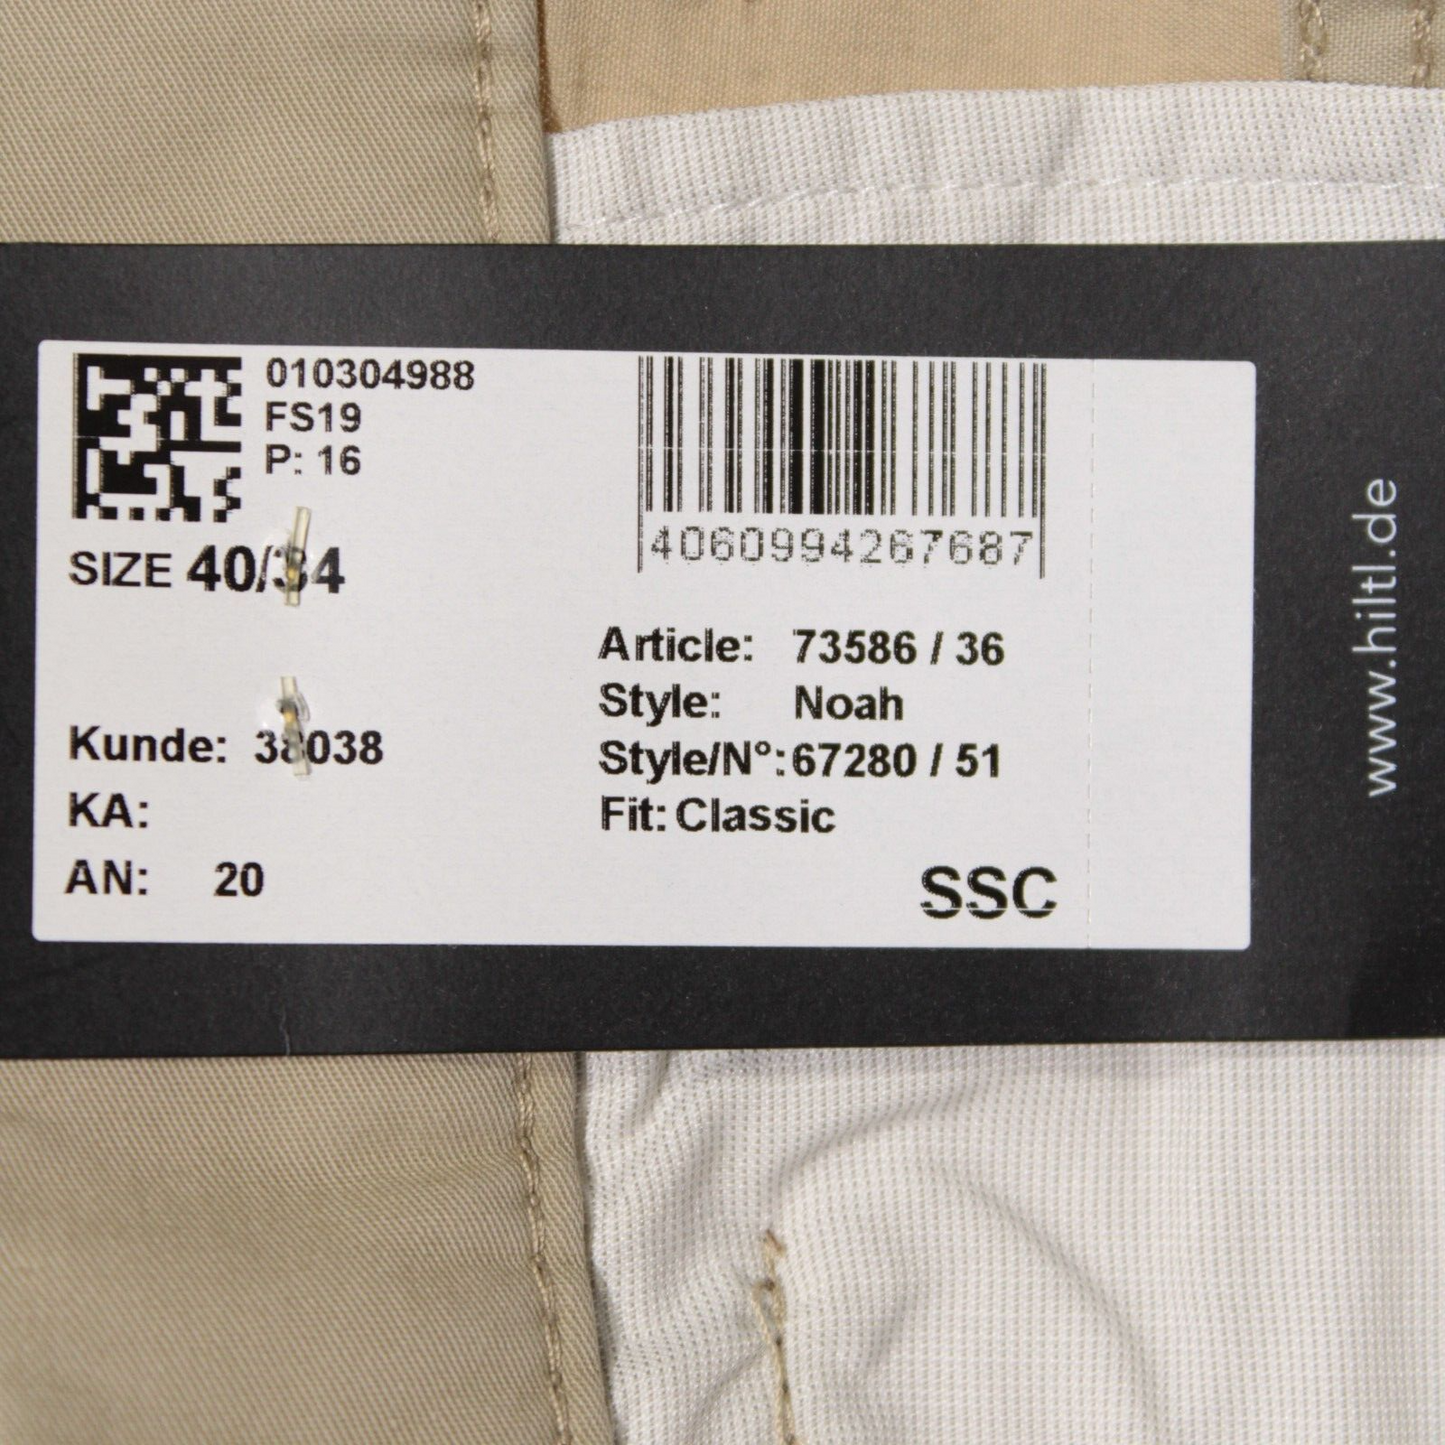 010304988
FS19
P: 16
SIZE 40/34
Kunde: 38038
KA:
AN: 20
4060994267687
Article: 73586 / 36
Style: Noah
Style/N°: 67280 / 51
Fit: Classic
SSC
www.hiltl.de